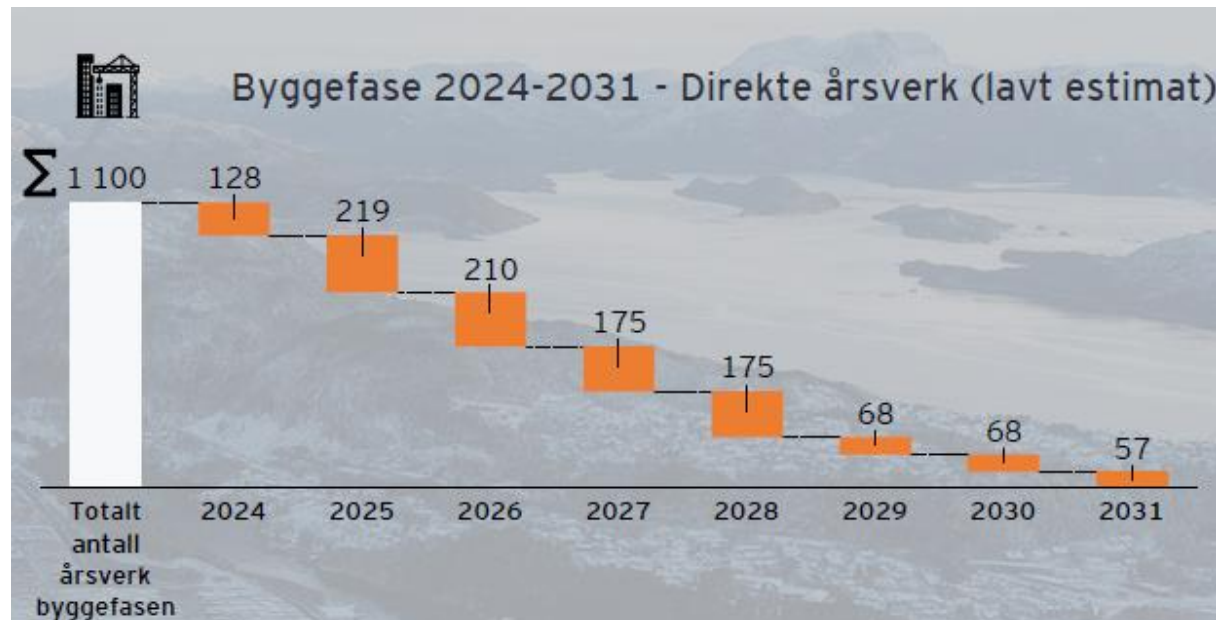 Byggefase 2024-2031 - Direkte årsverk (lavt estimat)
Σ 1 100
128
219
210
175
175
68
68
57
Totalt
antall
årsverk
byggefasen
2024
2025
2026
2027
2028
2029
2030
2031